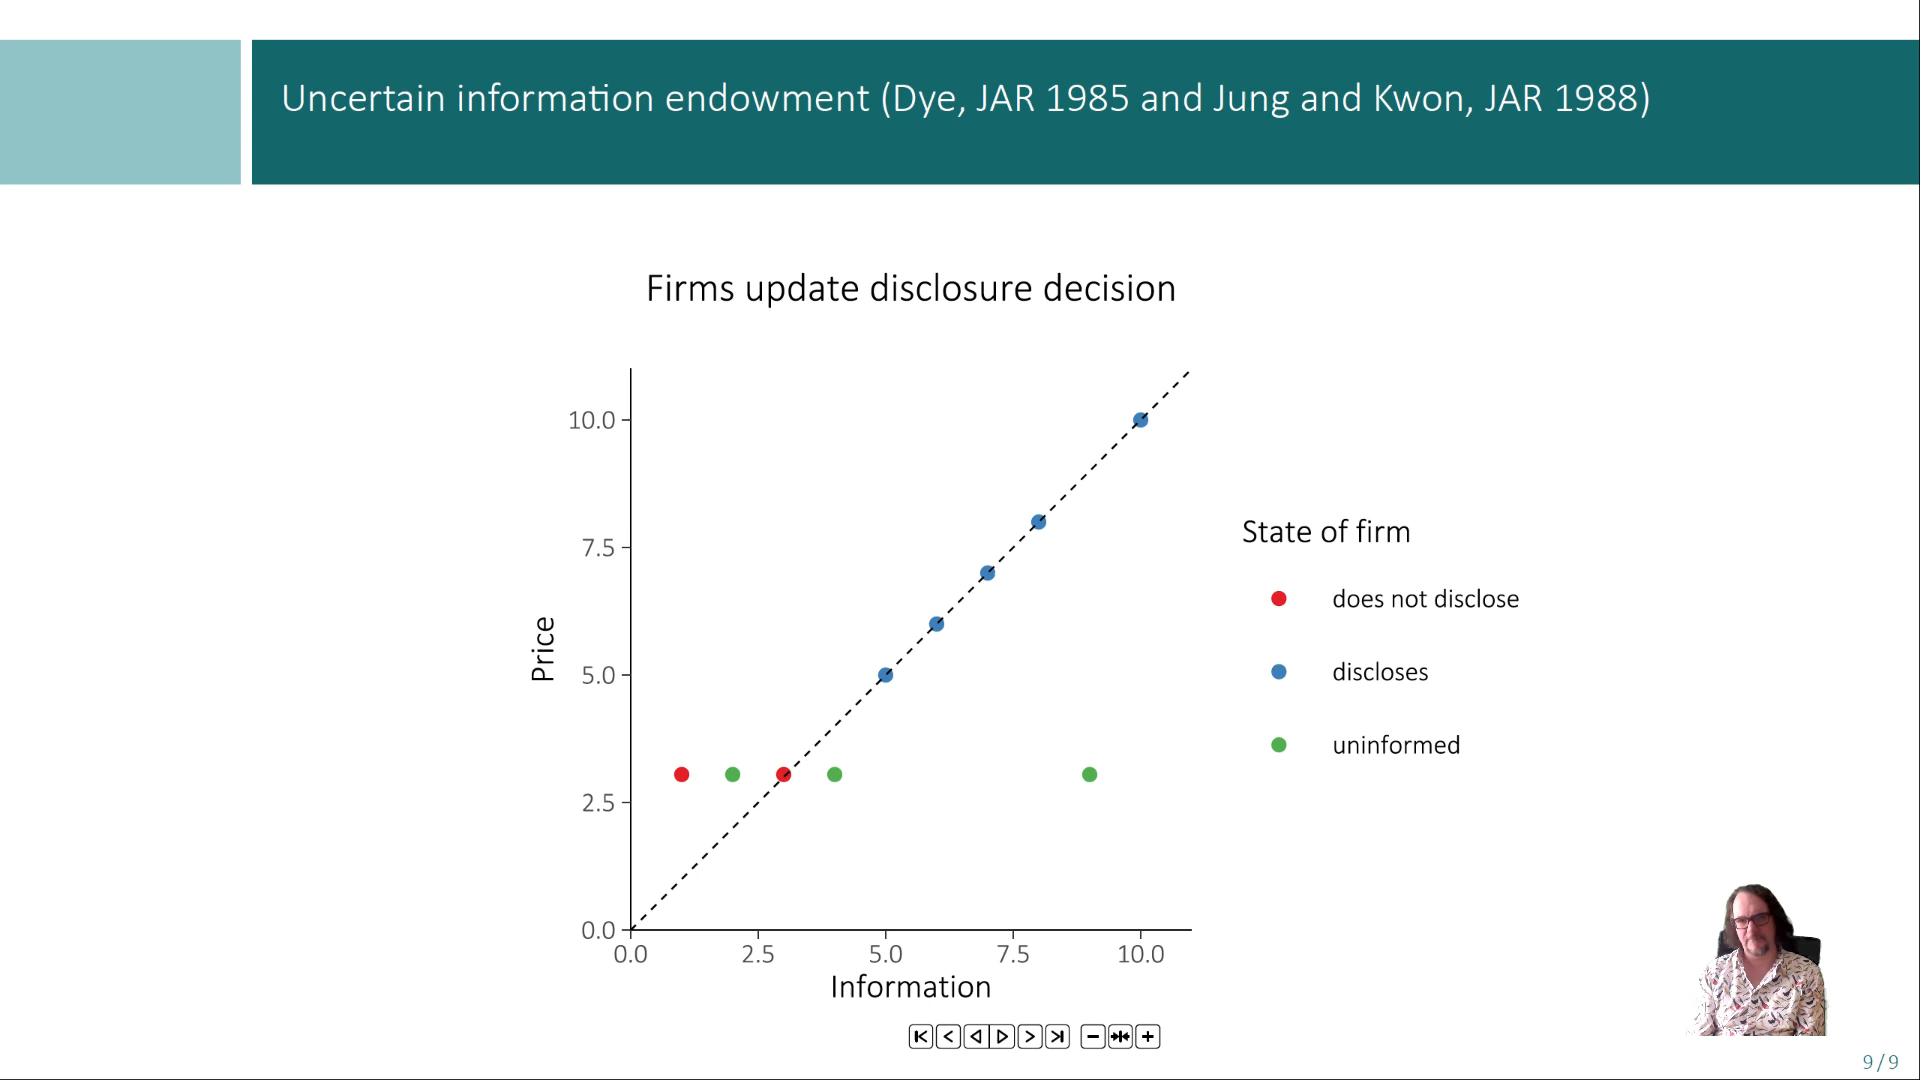 Uncertain information endowment (Dye, JAR 1985 and Jung and Kwon, JAR 1988)
Firms update disclosure decision
10.0
7.5
5.0
2.5
0.0
Price
0.0 2.5 5.0 7.5 10.0
Information
State of firm
does not disclose
discloses
uninformed
9/9